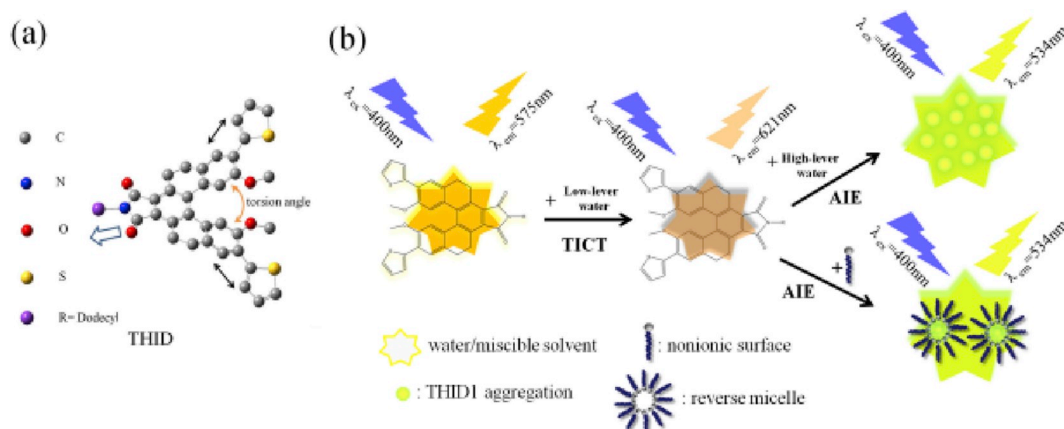 (a)
C
N
O
S
R= Dodecyl
torsion angle
THID
(b)
λex=400nm
λem=575nm
+ Low-lever
water
TICT
λex=400nm
λem=621nm
+ High-lever
water
AIE
λex=400nm
λem=534nm
+
AIE
λex=400nm
λem=534nm
water/miscible solvent
: nonionic surface
: THID1 aggregation
: reverse micelle